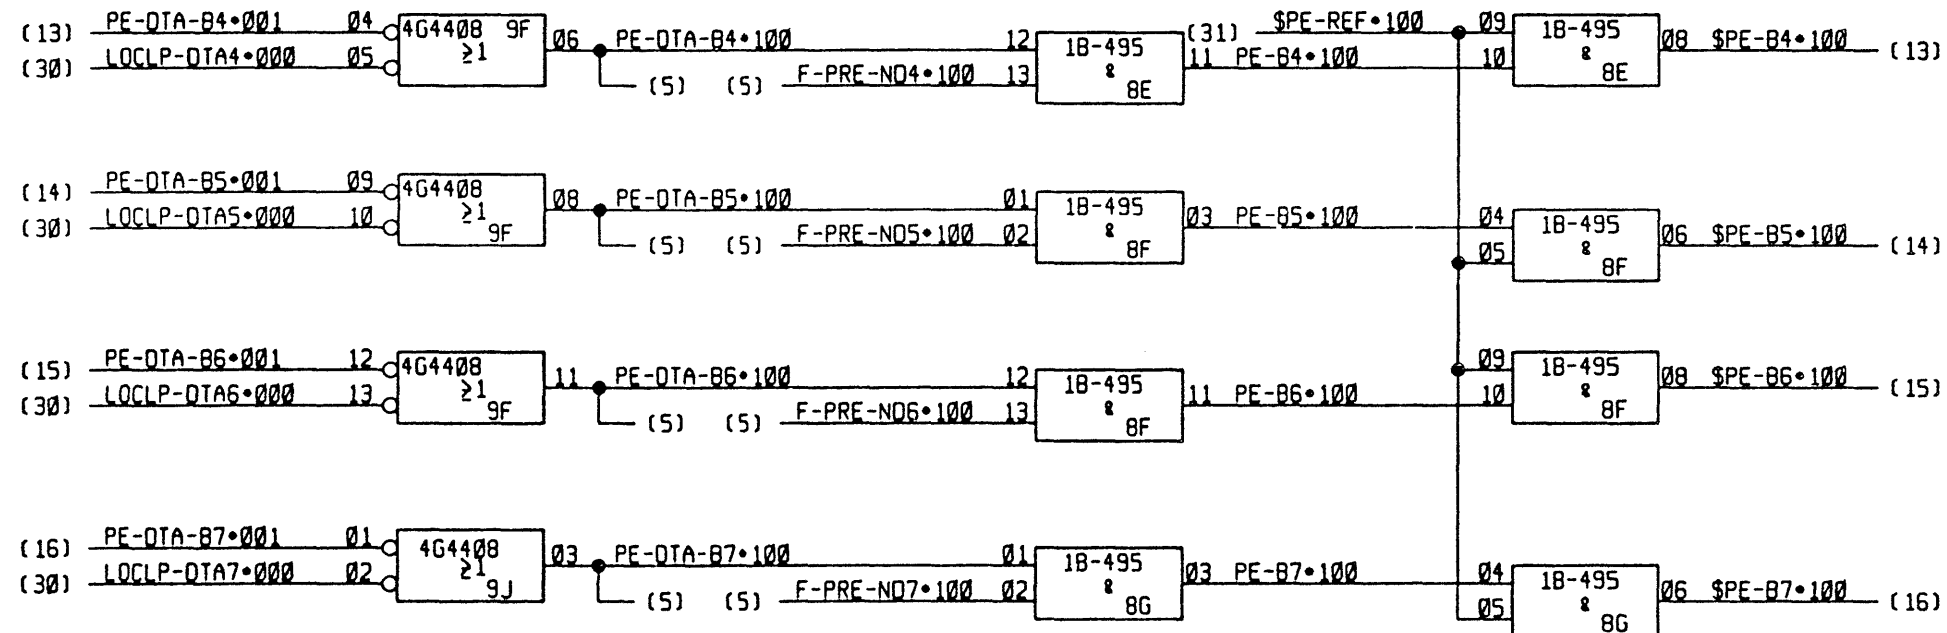 (13) PE-DTA-B4•001 04 4G4408 9F 06 PE-DTA-B4•100 12 1B-495 (31) $PE-REF•100 09 1B-495 08 $PE-B4•100 (13)
(30) LOCLP-DTA4•000 05 ≥1 (5) (5) F-PRE-ND4•100 13 & 8E 11 PE-B4•100 10 & 8E
(14) PE-DTA-B5•001 09 4G4408 08 PE-DTA-B5•100 01 1B-495 03 PE-B5•100 04 1B-495 06 $PE-B5•100 (14)
(30) LOCLP-DTA5•000 10 ≥1 9F (5) (5) F-PRE-ND5•100 02 & 8F 05 & 8F
(15) PE-DTA-B6•001 12 4G4408 11 PE-DTA-B6•100 12 1B-495 09 1B-495 08 $PE-B6•100 (15)
(30) LOCLP-DTA6•000 13 ≥1 9F (5) (5) F-PRE-ND6•100 13 & 8F 11 PE-B6•100 10 & 8F
(16) PE-DTA-B7•001 01 4G4408 03 PE-DTA-B7•100 01 1B-495 03 PE-B7•100 04 1B-495 06 $PE-B7•100 (16)
(30) LOCLP-DTA7•000 02 ≥1 9J (5) (5) F-PRE-ND7•100 02 & 8G 05 & 8G